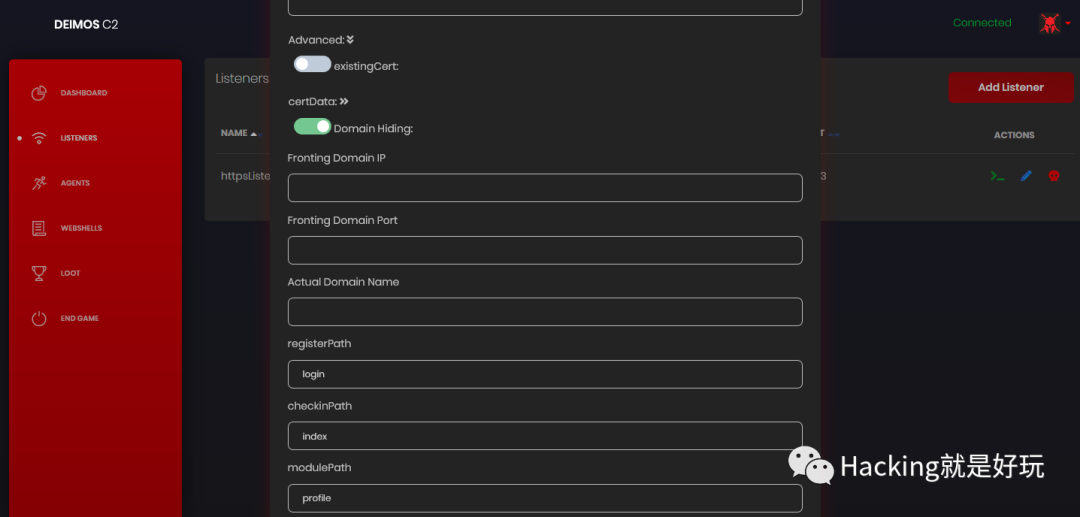 DEIMOS C2
Connected
DASHBOARD
LISTENERS
AGENTS
WEBSHELLS
LOOT
END GAME
Listeners
Add Listener
NAME
T
ACTIONS
httpsListe
3
Advanced:
existingCert:
certData:
Domain Hiding:
Fronting Domain IP
Fronting Domain Port
Actual Domain Name
registerPath
login
checkinPath
index
modulePath
profile
Hacking就是好玩